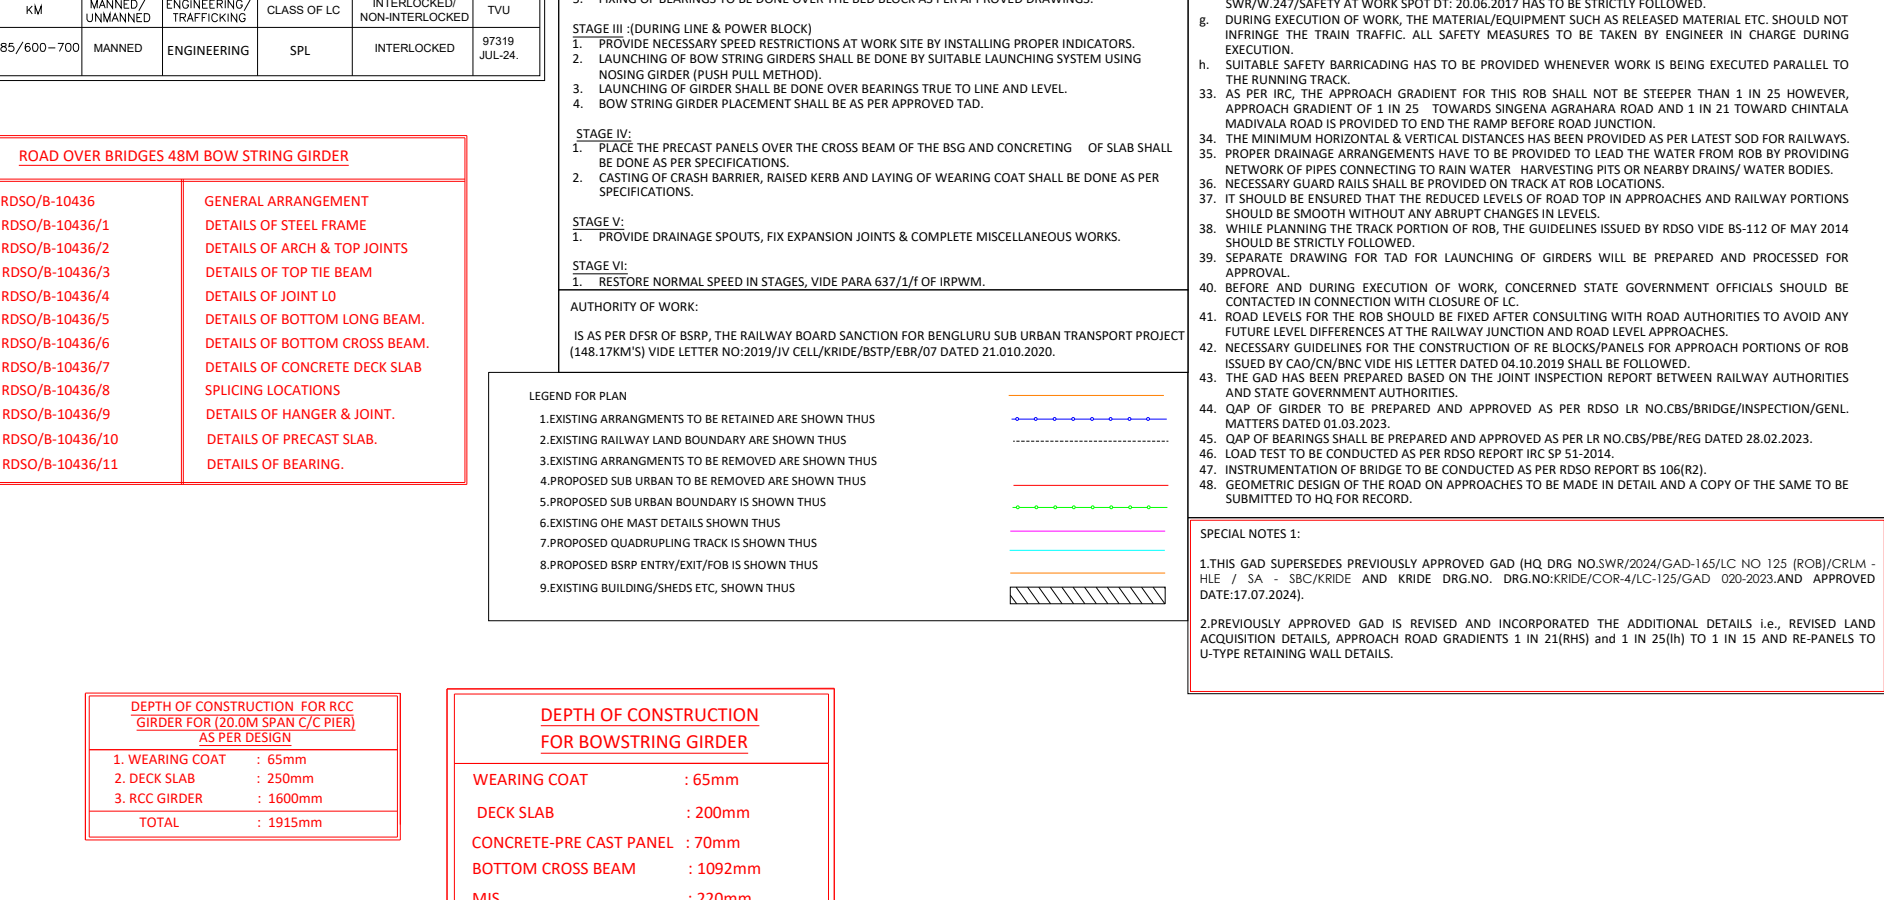 KM
MANNED/
UNMANNED
ENGINEERING/
TRAFFICKING
CLASS OF LC
INTERLOCKED/
NON-INTERLOCKED
TVU
85/600-700
MANNED
ENGINEERING
SPL
INTERLOCKED
97319
JUL-24.
ROAD OVER BRIDGES 48M BOW STRING GIRDER
RDSO/B-10436 GENERAL ARRANGEMENT
RDSO/B-10436/1 DETAILS OF STEEL FRAME
RDSO/B-10436/2 DETAILS OF ARCH & TOP JOINTS
RDSO/B-10436/3 DETAILS OF TOP TIE BEAM
RDSO/B-10436/4 DETAILS OF JOINT L0
RDSO/B-10436/5 DETAILS OF BOTTOM LONG BEAM.
RDSO/B-10436/6 DETAILS OF BOTTOM CROSS BEAM.
RDSO/B-10436/7 DETAILS OF CONCRETE DECK SLAB
RDSO/B-10436/8 SPLICING LOCATIONS
RDSO/B-10436/9 DETAILS OF HANGER & JOINT.
RDSO/B-10436/10 DETAILS OF PRECAST SLAB.
RDSO/B-10436/11 DETAILS OF BEARING.
FIXING OF BEARINGS TO BE DONE OVER THE BED BLOCK AS PER APPROVED DRAWINGS.
STAGE III :(DURING LINE & POWER BLOCK)
1. PROVIDE NECESSARY SPEED RESTRICTIONS AT WORK SITE BY INSTALLING PROPER INDICATORS.
2. LAUNCHING OF BOW STRING GIRDERS SHALL BE DONE BY SUITABLE LAUNCHING SYSTEM USING
NOSING GIRDER (PUSH PULL METHOD).
3. LAUNCHING OF GIRDER SHALL BE DONE OVER BEARINGS TRUE TO LINE AND LEVEL.
4. BOW STRING GIRDER PLACEMENT SHALL BE AS PER APPROVED TAD.
STAGE IV:
1. PLACE THE PRECAST PANELS OVER THE CROSS BEAM OF THE BSG AND CONCRETING OF SLAB SHALL
BE DONE AS PER SPECIFICATIONS.
2. CASTING OF CRASH BARRIER, RAISED KERB AND LAYING OF WEARING COAT SHALL BE DONE AS PER
SPECIFICATIONS.
STAGE V:
1. PROVIDE DRAINAGE SPOUTS, FIX EXPANSION JOINTS & COMPLETE MISCELLANEOUS WORKS.
STAGE VI:
1. RESTORE NORMAL SPEED IN STAGES, VIDE PARA 637/1/f OF IRPWM.
AUTHORITY OF WORK:
IS AS PER DFSR OF BSRP, THE RAILWAY BOARD SANCTION FOR BENGLURU SUB URBAN TRANSPORT PROJECT
(148.17KM'S) VIDE LETTER NO:2019/JV CELL/KRIDE/BSTP/EBR/07 DATED 21.010.2020.
LEGEND FOR PLAN
1.EXISTING ARRANGMENTS TO BE RETAINED ARE SHOWN THUS
2.EXISTING RAILWAY LAND BOUNDARY ARE SHOWN THUS
3.EXISTING ARRANGMENTS TO BE REMOVED ARE SHOWN THUS
4.PROPOSED SUB URBAN TO BE REMOVED ARE SHOWN THUS
5.PROPOSED SUB URBAN BOUNDARY IS SHOWN THUS
6.EXISTING OHE MAST DETAILS SHOWN THUS
7.PROPOSED QUADRUPLING TRACK IS SHOWN THUS
8.PROPOSED BSRP ENTRY/EXIT/FOB IS SHOWN THUS
9.EXISTING BUILDING/SHEDS ETC, SHOWN THUS
SWR/W.247/SAFETY AT WORK SPOT DT: 20.06.2017 HAS TO BE STRICTLY FOLLOWED.
g. DURING EXECUTION OF WORK, THE MATERIAL/EQUIPMENT SUCH AS RELEASED MATERIAL ETC. SHOULD NOT
INFRINGE THE TRAIN TRAFFIC. ALL SAFETY MEASURES TO BE TAKEN BY ENGINEER IN CHARGE DURING
EXECUTION.
h. SUITABLE SAFETY BARRICADING HAS TO BE PROVIDED WHENEVER WORK IS BEING EXECUTED PARALLEL TO
THE RUNNING TRACK.
33. AS PER IRC, THE APPROACH GRADIENT FOR THIS ROB SHALL NOT BE STEEPER THAN 1 IN 25 HOWEVER,
APPROACH GRADIENT OF 1 IN 25 TOWARDS SINGENA AGRAHARA ROAD AND 1 IN 21 TOWARD CHINTALA
MADIVALA ROAD IS PROVIDED TO END THE RAMP BEFORE ROAD JUNCTION.
34. THE MINIMUM HORIZONTAL & VERTICAL DISTANCES HAS BEEN PROVIDED AS PER LATEST SOD FOR RAILWAYS.
35. PROPER DRAINAGE ARRANGEMENTS HAVE TO BE PROVIDED TO LEAD THE WATER FROM ROB BY PROVIDING
NETWORK OF PIPES CONNECTING TO RAIN WATER HARVESTING PITS OR NEARBY DRAINS/ WATER BODIES.
36. NECESSARY GUARD RAILS SHALL BE PROVIDED ON TRACK AT ROB LOCATIONS.
37. IT SHOULD BE ENSURED THAT THE REDUCED LEVELS OF ROAD TOP IN APPROACHES AND RAILWAY PORTIONS
SHOULD BE SMOOTH WITHOUT ANY ABRUPT CHANGES IN LEVELS.
38. WHILE PLANNING THE TRACK PORTION OF ROB, THE GUIDELINES ISSUED BY RDSO VIDE BS-112 OF MAY 2014
SHOULD BE STRICTLY FOLLOWED.
39. SEPARATE DRAWING FOR TAD FOR LAUNCHING OF GIRDERS WILL BE PREPARED AND PROCESSED FOR
APPROVAL.
40. BEFORE AND DURING EXECUTION OF WORK, CONCERNED STATE GOVERNMENT OFFICIALS SHOULD BE
CONTACTED IN CONNECTION WITH CLOSURE OF LC.
41. ROAD LEVELS FOR THE ROB SHOULD BE FIXED AFTER CONSULTING WITH ROAD AUTHORITIES TO AVOID ANY
FUTURE LEVEL DIFFERENCES AT THE RAILWAY JUNCTION AND ROAD LEVEL APPROACHES.
42. NECESSARY GUIDELINES FOR THE CONSTRUCTION OF RE BLOCKS/PANELS FOR APPROACH PORTIONS OF ROB
ISSUED BY CAO/CN/BNC VIDE HIS LETTER DATED 04.10.2019 SHALL BE FOLLOWED.
43. THE GAD HAS BEEN PREPARED BASED ON THE JOINT INSPECTION REPORT BETWEEN RAILWAY AUTHORITIES
AND STATE GOVERNMENT AUTHORITIES.
44. QAP OF GIRDER TO BE PREPARED AND APPROVED AS PER RDSO LR NO.CBS/BRIDGE/INSPECTION/GENL.
MATTERS DATED 01.03.2023.
45. QAP OF BEARINGS SHALL BE PREPARED AND APPROVED AS PER LR NO.CBS/PBE/REG DATED 28.02.2023.
46. LOAD TEST TO BE CONDUCTED AS PER RDSO REPORT IRC SP 51-2014.
47. INSTRUMENTATION OF BRIDGE TO BE CONDUCTED AS PER RDSO REPORT BS 106(R2).
48. GEOMETRIC DESIGN OF THE ROAD ON APPROACHES TO BE MADE IN DETAIL AND A COPY OF THE SAME TO BE
SUBMITTED TO HQ FOR RECORD.
SPECIAL NOTES 1:
1.THIS GAD SUPERSEDES PREVIOUSLY APPROVED GAD (HQ DRG NO.SWR/2024/GAD-165/LC NO 125 (ROB)/CRLM -
HLE / SA - SBC/KRIDE AND KRIDE DRG.NO. DRG.NO:KRIDE/COR-4/LC-125/GAD 020-2023.AND APPROVED
DATE:17.07.2024).
2.PREVIOUSLY APPROVED GAD IS REVISED AND INCORPORATED THE ADDITIONAL DETAILS i.e., REVISED LAND
ACQUISITION DETAILS, APPROACH ROAD GRADIENTS 1 IN 21(RHS) and 1 IN 25(lh) TO 1 IN 15 AND RE-PANELS TO
U-TYPE RETAINING WALL DETAILS.
DEPTH OF CONSTRUCTION FOR RCC
GIRDER FOR (20.0M SPAN C/C PIER)
AS PER DESIGN
1. WEARING COAT : 65mm
2. DECK SLAB : 250mm
3. RCC GIRDER : 1600mm
TOTAL : 1915mm
DEPTH OF CONSTRUCTION
FOR BOWSTRING GIRDER
WEARING COAT : 65mm
DECK SLAB : 200mm
CONCRETE-PRE CAST PANEL : 70mm
BOTTOM CROSS BEAM : 1092mm
MIS : 220mm